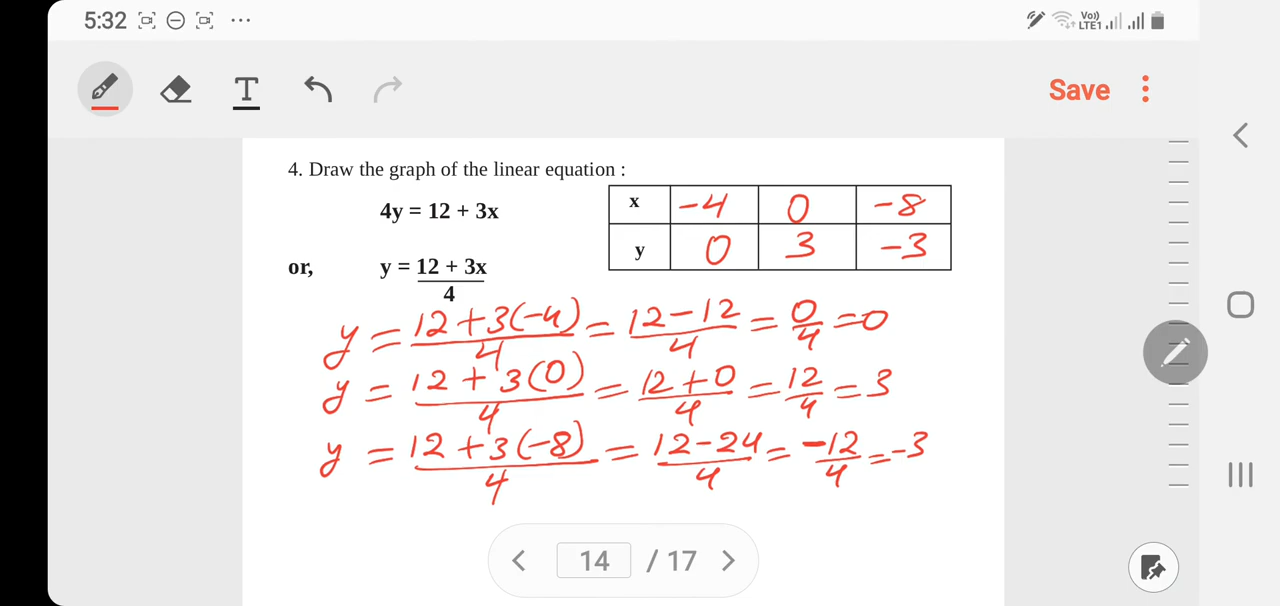 5:32 Vo)) LTE1
T Save
4. Draw the graph of the linear equation :
4y = 12 + 3x
x -4 0 -8
y 0 3 -3
or, y = 12 + 3x
4
y = 12+3(-4)/4 = 12-12/4 = 0/4 = 0
y = 12+3(0)/4 = 12+0/4 = 12/4 = 3
y = 12+3(-8)/4 = 12-24/4 = -12/4 = -3
14 / 17